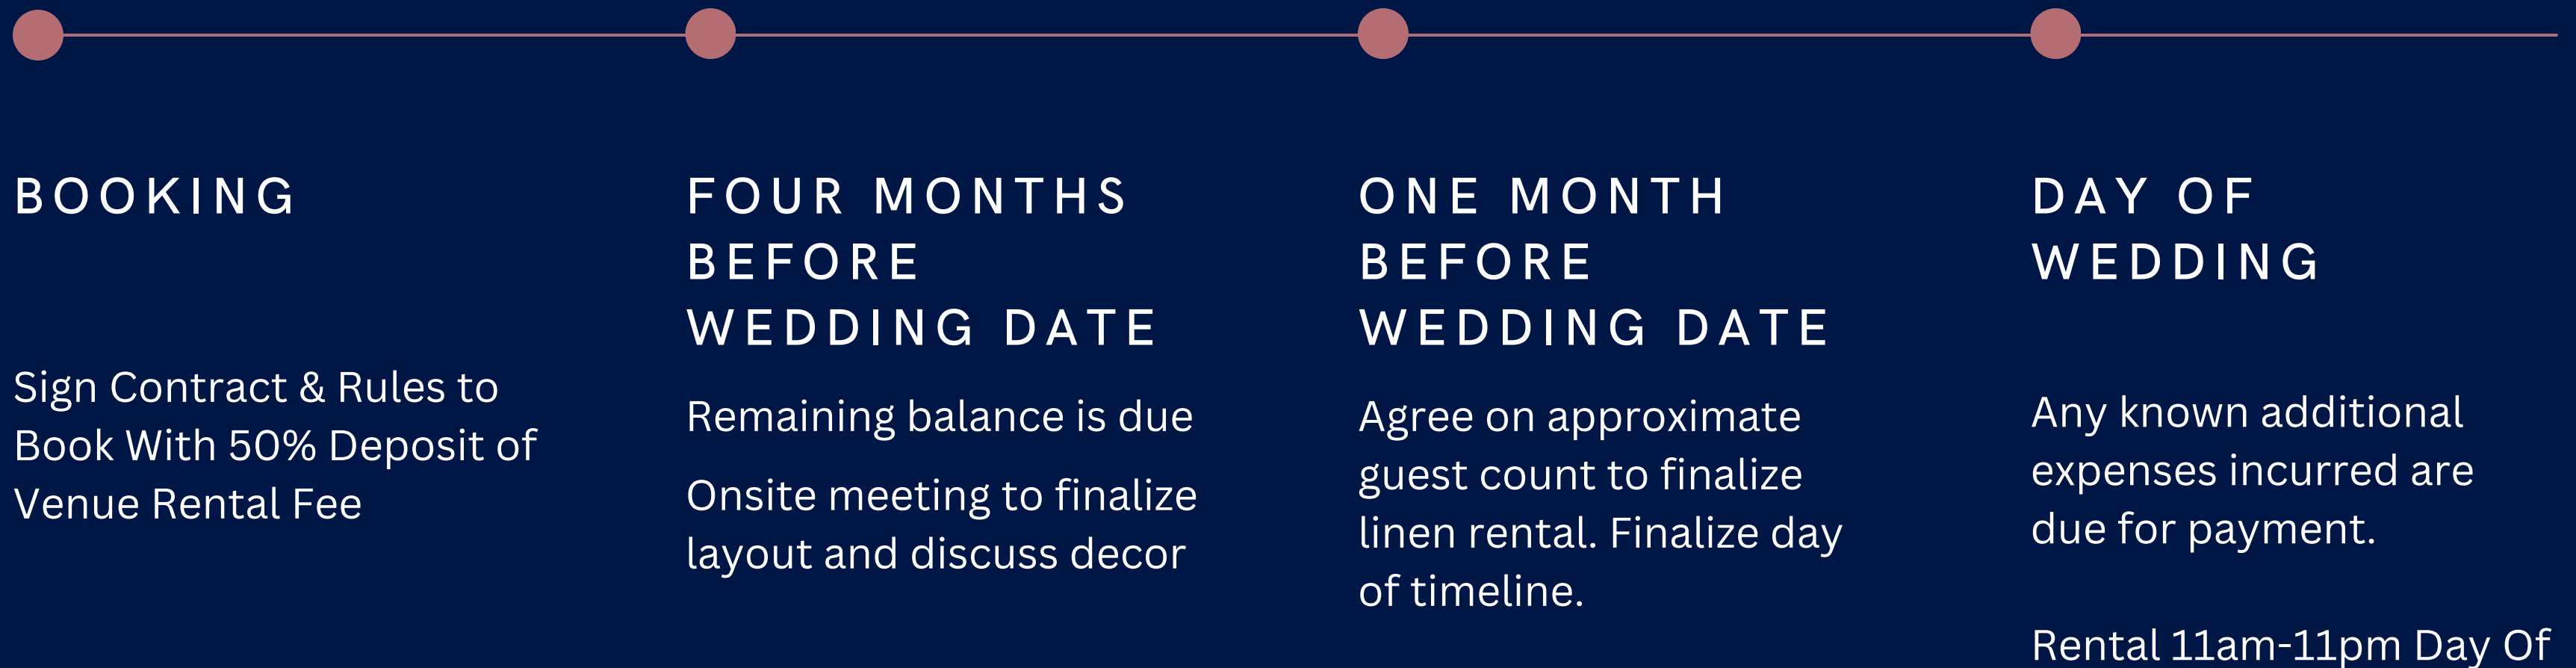 BOOKING
Sign Contract & Rules to
Book With 50% Deposit of
Venue Rental Fee
FOUR MONTHS
BEFORE
WEDDING DATE
Remaining balance is due
Onsite meeting to finalize
layout and discuss decor
ONE MONTH
BEFORE
WEDDING DATE
Agree on approximate
guest count to finalize
linen rental. Finalize day
of timeline.
DAY OF
WEDDING
Any known additional
expenses incurred are
due for payment.
Rental 11am-11pm Day Of